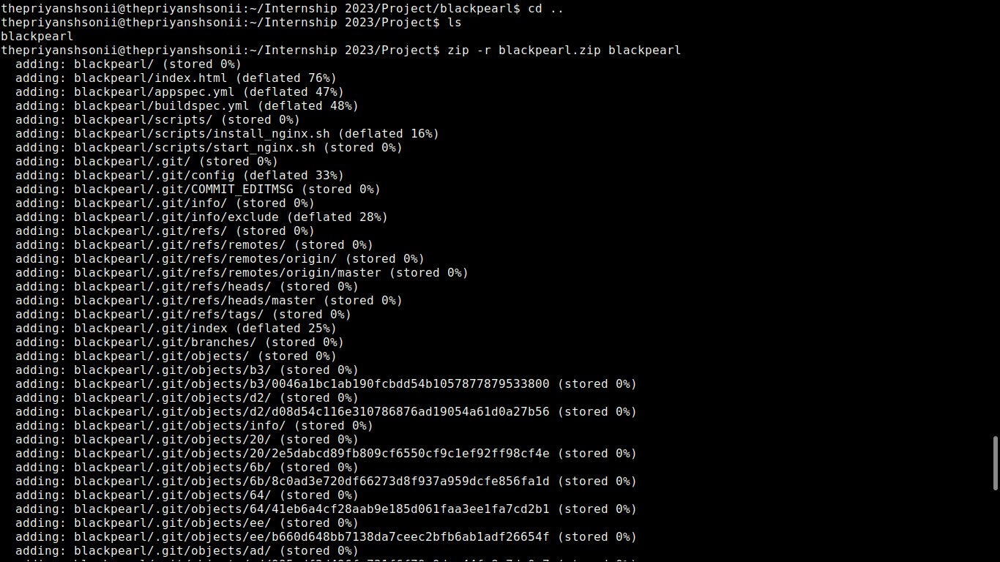 thepriyanshsonii@thepriyanshsonii:~/Internship 2023/Project/blackpearl$ cd ..
thepriyanshsonii@thepriyanshsonii:~/Internship 2023/Project$ ls
blackpearl
thepriyanshsonii@thepriyanshsonii:~/Internship 2023/Project$ zip -r blackpearl.zip blackpearl
  adding: blackpearl/ (stored 0%)
  adding: blackpearl/index.html (deflated 76%)
  adding: blackpearl/appspec.yml (deflated 47%)
  adding: blackpearl/buildspec.yml (deflated 48%)
  adding: blackpearl/scripts/ (stored 0%)
  adding: blackpearl/scripts/install_nginx.sh (deflated 16%)
  adding: blackpearl/scripts/start_nginx.sh (stored 0%)
  adding: blackpearl/.git/ (stored 0%)
  adding: blackpearl/.git/config (deflated 33%)
  adding: blackpearl/.git/COMMIT_EDITMSG (stored 0%)
  adding: blackpearl/.git/info/ (stored 0%)
  adding: blackpearl/.git/info/exclude (deflated 28%)
  adding: blackpearl/.git/refs/ (stored 0%)
  adding: blackpearl/.git/refs/remotes/ (stored 0%)
  adding: blackpearl/.git/refs/remotes/origin/ (stored 0%)
  adding: blackpearl/.git/refs/remotes/origin/master (stored 0%)
  adding: blackpearl/.git/refs/heads/ (stored 0%)
  adding: blackpearl/.git/refs/heads/master (stored 0%)
  adding: blackpearl/.git/refs/tags/ (stored 0%)
  adding: blackpearl/.git/index (deflated 25%)
  adding: blackpearl/.git/branches/ (stored 0%)
  adding: blackpearl/.git/objects/ (stored 0%)
  adding: blackpearl/.git/objects/b3/ (stored 0%)
  adding: blackpearl/.git/objects/b3/0046a1bc1ab190fcbdd54b1057877879533800 (stored 0%)
  adding: blackpearl/.git/objects/d2/ (stored 0%)
  adding: blackpearl/.git/objects/d2/d08d54c116e310786876ad19054a61d0a27b56 (stored 0%)
  adding: blackpearl/.git/objects/info/ (stored 0%)
  adding: blackpearl/.git/objects/20/ (stored 0%)
  adding: blackpearl/.git/objects/20/2e5dabcd89fb809cf6550cf9c1ef92ff98cf4e (stored 0%)
  adding: blackpearl/.git/objects/6b/ (stored 0%)
  adding: blackpearl/.git/objects/6b/8c0ad3e720df66273d8f937a959dcfe856fa1d (stored 0%)
  adding: blackpearl/.git/objects/64/ (stored 0%)
  adding: blackpearl/.git/objects/64/41eb6a4cf28aab9e185d061faa3ee1fa7cd2b1 (stored 0%)
  adding: blackpearl/.git/objects/ee/ (stored 0%)
  adding: blackpearl/.git/objects/ee/b660d648bb7138da7ceec2bfb6ab1adf26654f (stored 0%)
  adding: blackpearl/.git/objects/ad/ (stored 0%)